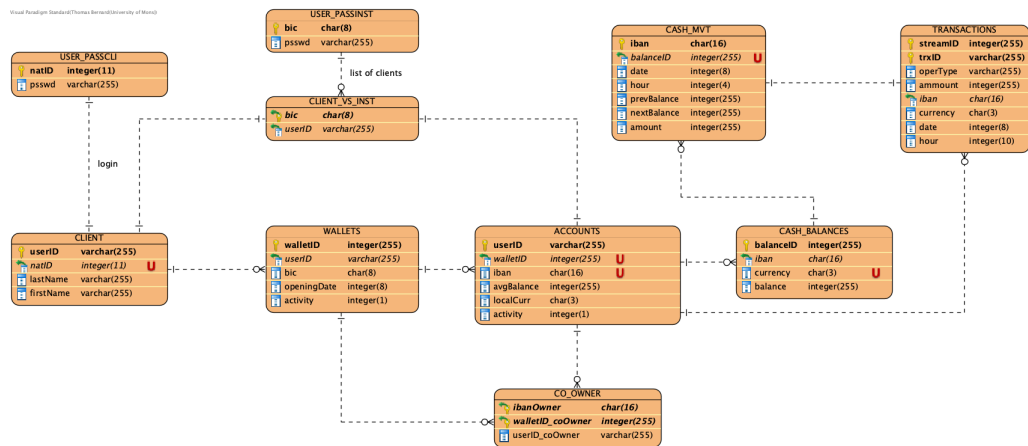 Visual Paradigm Standard(Thomas Bernard(University of Mons))
USER_PASSCLI
natID integer(11)
psswd varchar(255)
USER_PASSINST
bic char(8)
psswd varchar(255)
list of clients
CLIENT_VS_INST
bic char(8)
userID varchar(255)
CASH_MVT
iban char(16)
balanceID integer(255) U
date integer(8)
hour integer(4)
prevBalance integer(255)
nextBalance integer(255)
amount integer(255)
TRANSACTIONS
streamID integer(255)
trxID varchar(255)
operType varchar(255)
ammount integer(255)
iban char(16)
currency char(3)
date integer(8)
hour integer(10)
login
CLIENT
userID varchar(255)
natID integer(11) U
lastName varchar(255)
firstName varchar(255)
WALLETS
walletID integer(255)
userID varchar(255)
bic char(8)
openingDate integer(8)
activity integer(1)
ACCOUNTS
userID varchar(255)
walletID integer(255) U
iban char(16) U
avgBalance integer(255)
localCurr char(3)
activity integer(1)
CASH_BALANCES
balanceID integer(255)
iban char(16)
currency char(3) U
balance integer(255)
CO_OWNER
ibanOwner char(16)
walletID_coOwner integer(255)
userID_coOwner varchar(255)